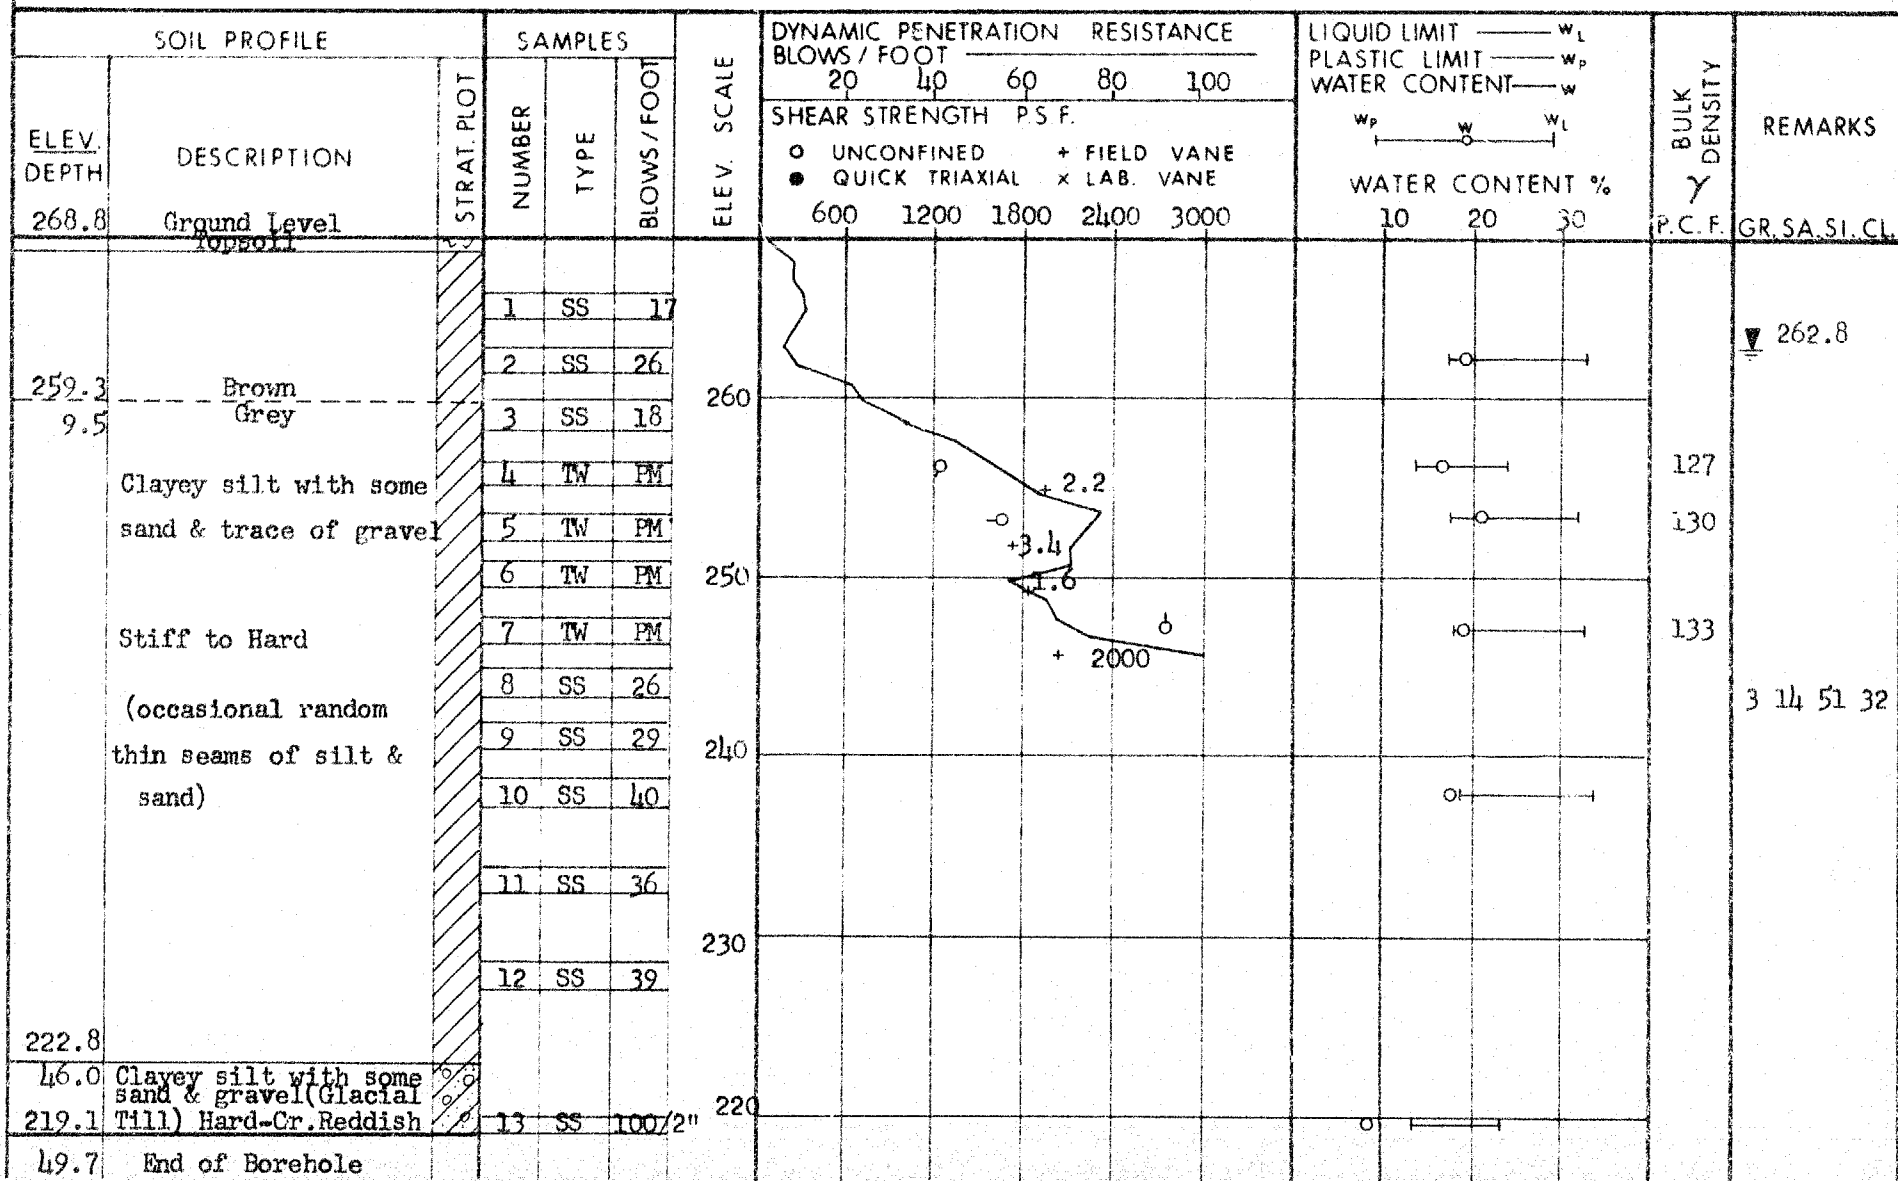 SOIL PROFILE
SAMPLES
ELEV. SCALE
DYNAMIC PENETRATION RESISTANCE
BLOWS / FOOT
20 40 60 80 100
SHEAR STRENGTH P.S.F.
O UNCONFINED + FIELD VANE
● QUICK TRIAXIAL × LAB. VANE
600 1200 1800 2400 3000
LIQUID LIMIT — WL
PLASTIC LIMIT — WP
WATER CONTENT — W
WP W WL
WATER CONTENT %
10 20 30
BULK DENSITY
γ
P.C.F.
REMARKS
GR. SA. SI. CL.
ELEV.
DEPTH
DESCRIPTION
STRAT. PLOT
NUMBER
TYPE
BLOWS / FOOT
268.8 Ground Level
Topsoil
1 SS 17
262.8
2 SS 26
259.3 Brown
260
9.5 Grey
3 SS 18
4 TW PM
127
2.2
Clayey silt with some
sand & trace of gravel
5 TW PM
130
3.4
6 TW PM
250
1.6
Stiff to Hard
7 TW PM
133
2000
8 SS 26
3 14 51 32
(occasional random
thin seams of silt &
sand)
9 SS 29
240
10 SS 40
11 SS 36
230
12 SS 39
222.8
46.0 Clayey silt with some
sand & gravel(Glacial
219.1 Till) Hard-Cr.Reddish
220
13 SS 100/2"
49.7 End of Borehole